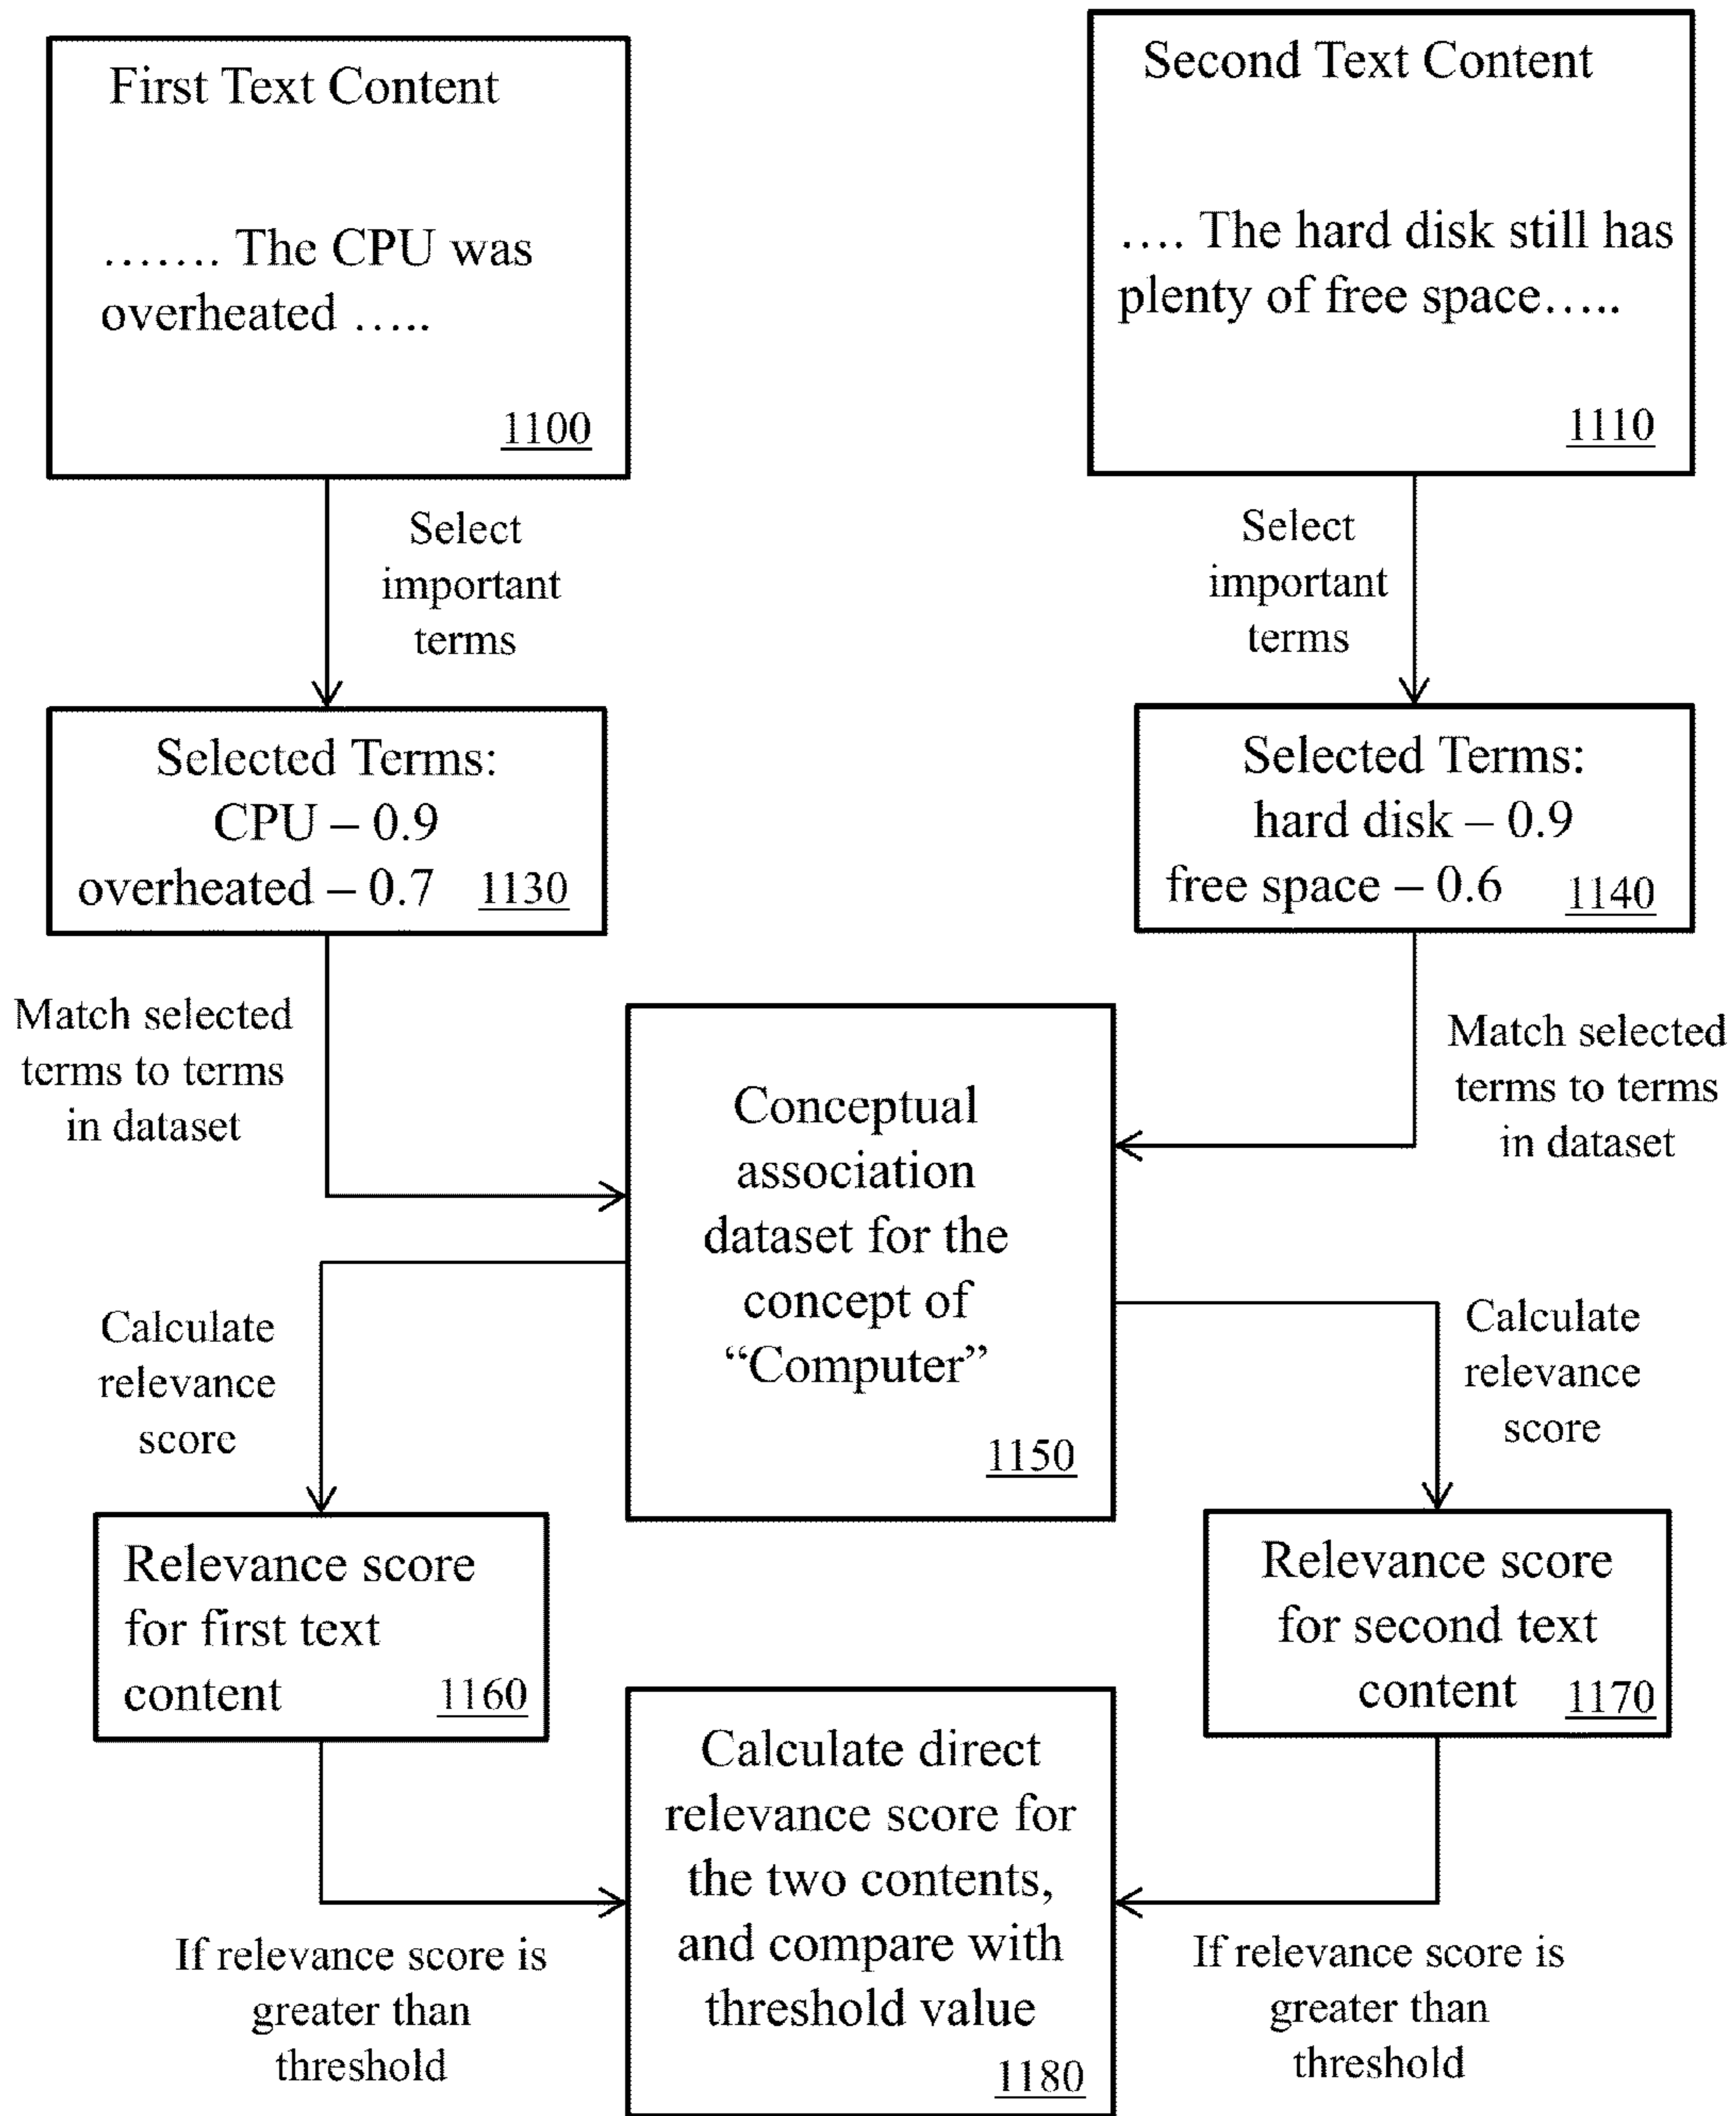 First Text Content
……. The CPU was
overheated …..
1100
Second Text Content
…. The hard disk still has
plenty of free space…..
1110
Select
important
terms
Select
important
terms
Selected Terms:
CPU – 0.9
overheated – 0.7 1130
Selected Terms:
hard disk – 0.9
free space – 0.6 1140
Match selected
terms to terms
in dataset
Conceptual
association
dataset for the
concept of
“Computer”
1150
Match selected
terms to terms
in dataset
Calculate
relevance
score
Calculate
relevance
score
Relevance score
for first text
content 1160
Relevance score
for second text
content 1170
Calculate direct
relevance score for
the two contents,
and compare with
threshold value
1180
If relevance score is
greater than
threshold
If relevance score is
greater than
threshold